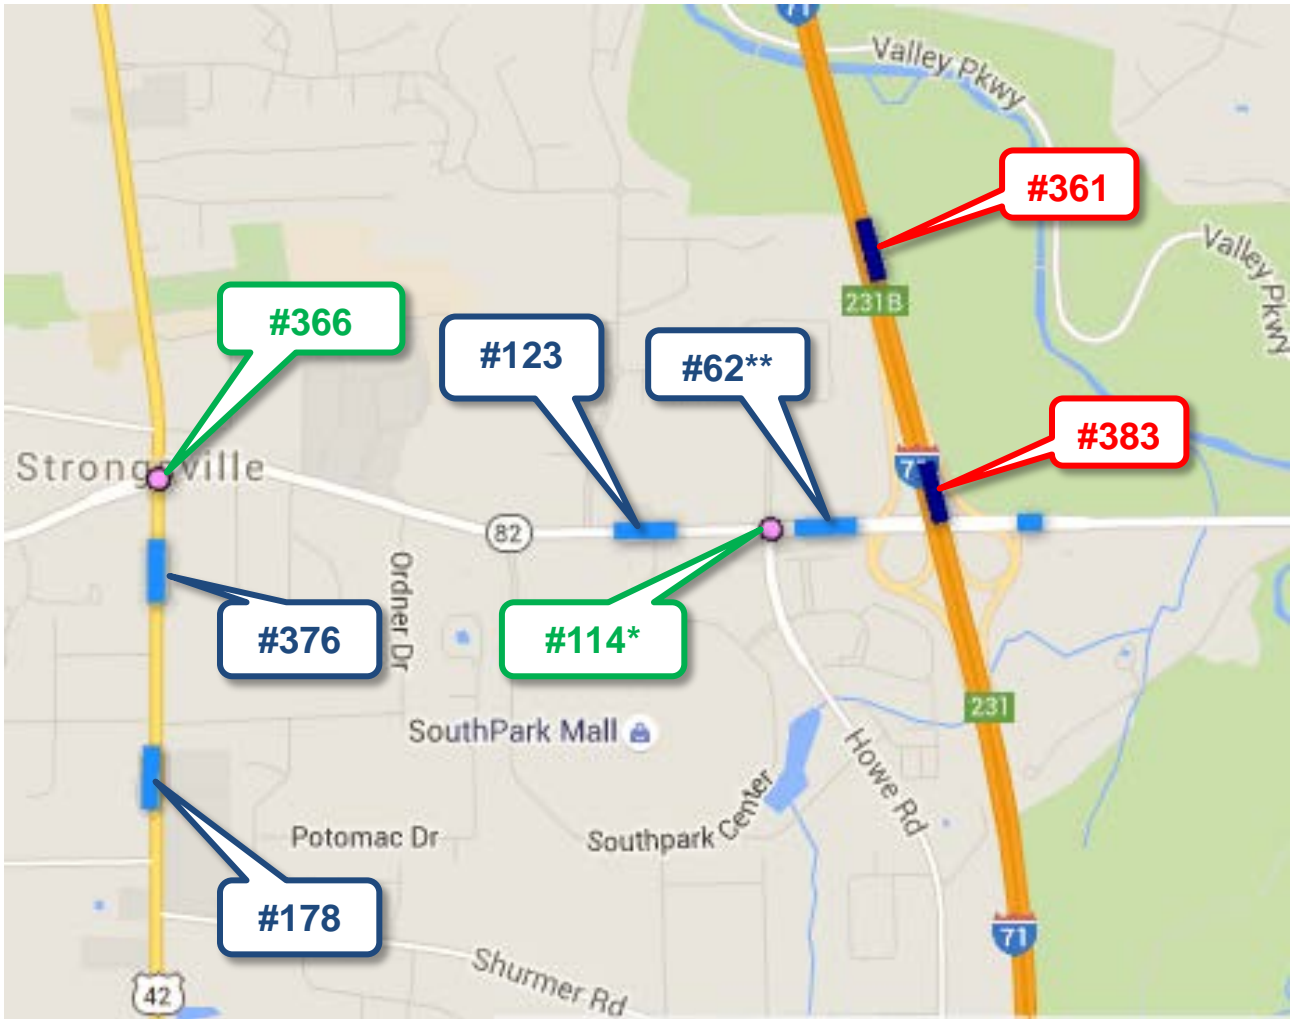 71
Valley Pkwy
#361
Valley Pkwy
231B
#366
#123
#62**
#383
Strongsville
71
82
Ordner Dr
#376
#114*
231
SouthPark Mall
Howe Rd
#178
Potomac Dr
Southpark Center
71
Shurmer Rd
42